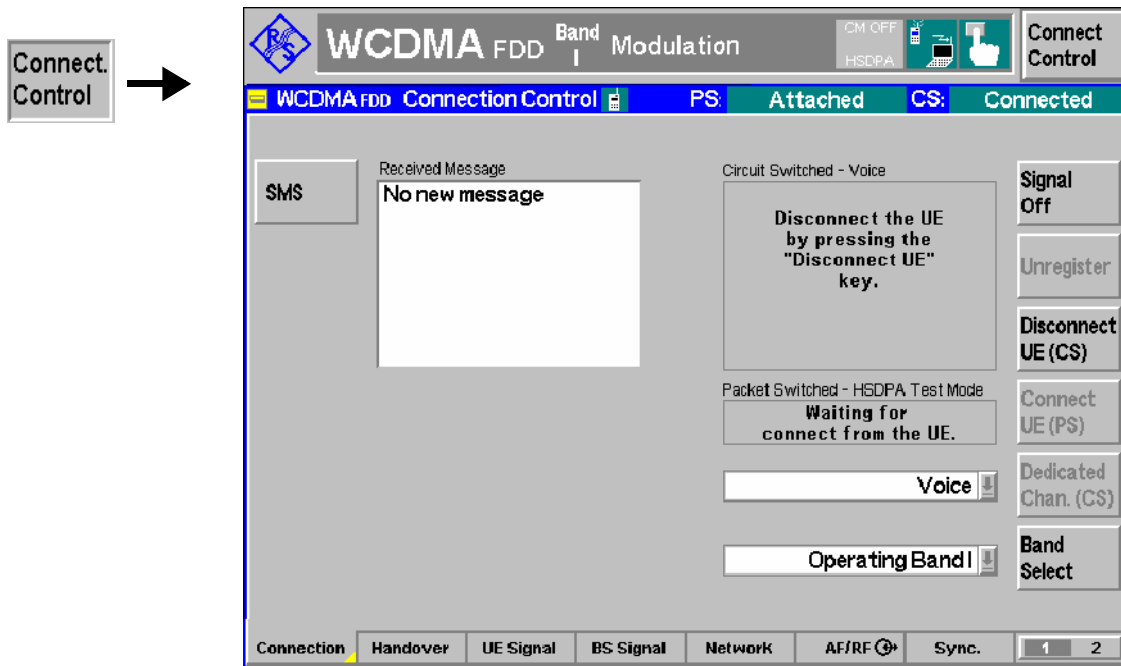 Connect.
Control
R S
WCDMA FDD Band I Modulation
CM OFF
HSDPA
Connect
Control
WCDMA FDD Connection Control PS: Attached CS: Connected
SMS
Received Message
No new message
Circuit Switched - Voice
Disconnect the UE
by pressing the
"Disconnect UE"
key.
Packet Switched - HSDPA Test Mode
Waiting for
connect from the UE.
Voice
Operating Band I
Signal
Off
Unregister
Disconnect
UE (CS)
Connect
UE (PS)
Dedicated
Chan. (CS)
Band
Select
Connection Handover UE Signal BS Signal Network AF/RF Sync. 1 2